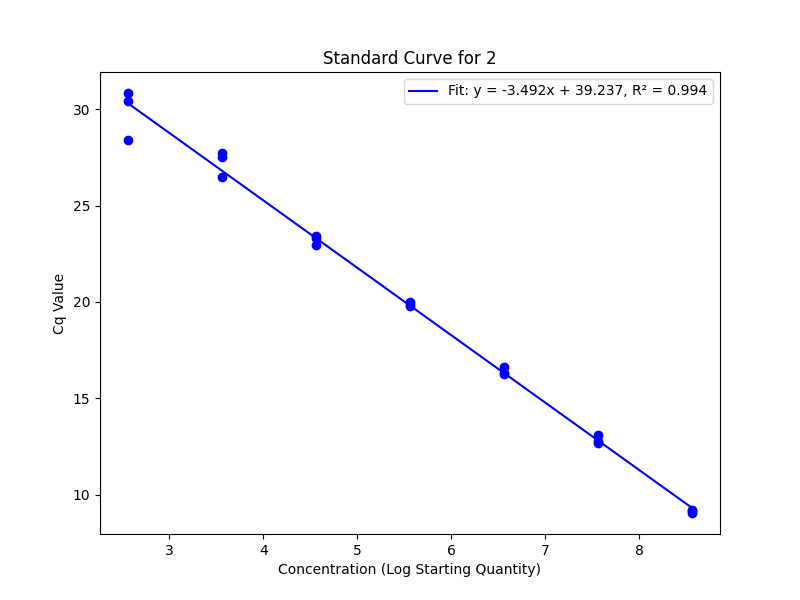 Standard Curve for 2
Fit: y = -3.492x + 39.237, R² = 0.994
30
25
20
15
10
Cq Value
3 4 5 6 7 8
Concentration (Log Starting Quantity)